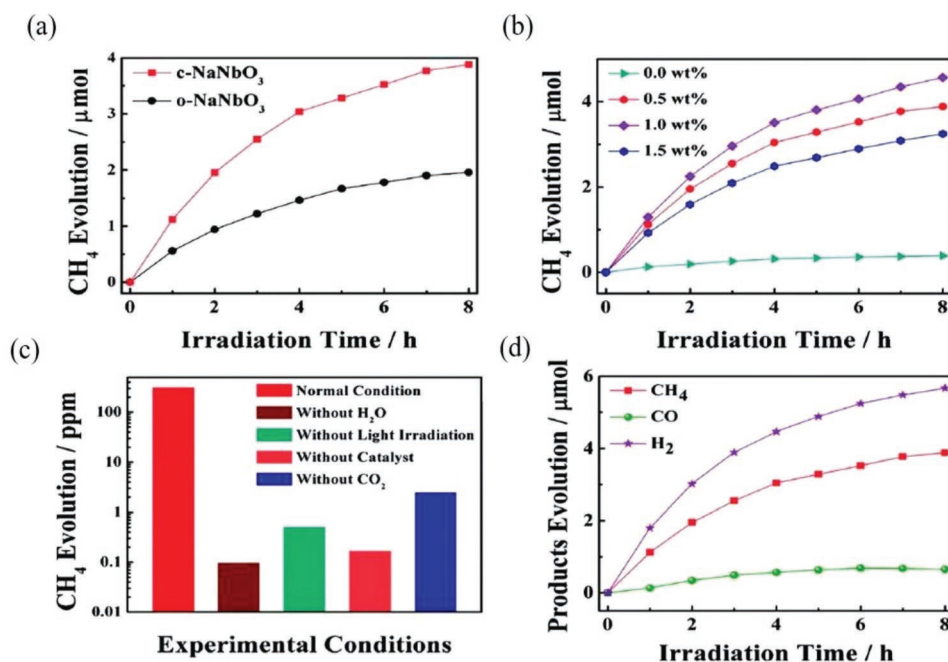 (a)
4
3
2
1
0
c-NaNbO3
o-NaNbO3
CH4 Evolution / μmol
0 2 4 6 8
Irradiation Time / h
(b)
4
2
0
0.0 wt%
0.5 wt%
1.0 wt%
1.5 wt%
CH4 Evolution / μmol
0 2 4 6 8
Irradiation Time / h
(c)
100
10
1
0.1
0.01
Normal Condition
Without H2O
Without Light Irradiation
Without Catalyst
Without CO2
CH4 Evolution / ppm
Experimental Conditions
(d)
6
4
2
0
CH4
CO
H2
Products Evolution / μmol
0 2 4 6 8
Irradiation Time / h